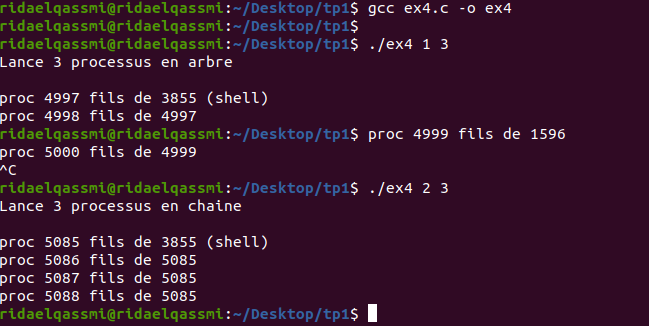 ridaelqassmi@ridaelqassmi:~/Desktop/tp1$ gcc ex4.c -o ex4
ridaelqassmi@ridaelqassmi:~/Desktop/tp1$
ridaelqassmi@ridaelqassmi:~/Desktop/tp1$ ./ex4 1 3
Lance 3 processus en arbre
proc 4997 fils de 3855 (shell)
proc 4998 fils de 4997
ridaelqassmi@ridaelqassmi:~/Desktop/tp1$ proc 4999 fils de 1596
proc 5000 fils de 4999
^C
ridaelqassmi@ridaelqassmi:~/Desktop/tp1$ ./ex4 2 3
Lance 3 processus en chaine
proc 5085 fils de 3855 (shell)
proc 5086 fils de 5085
proc 5087 fils de 5085
proc 5088 fils de 5085
ridaelqassmi@ridaelqassmi:~/Desktop/tp1$